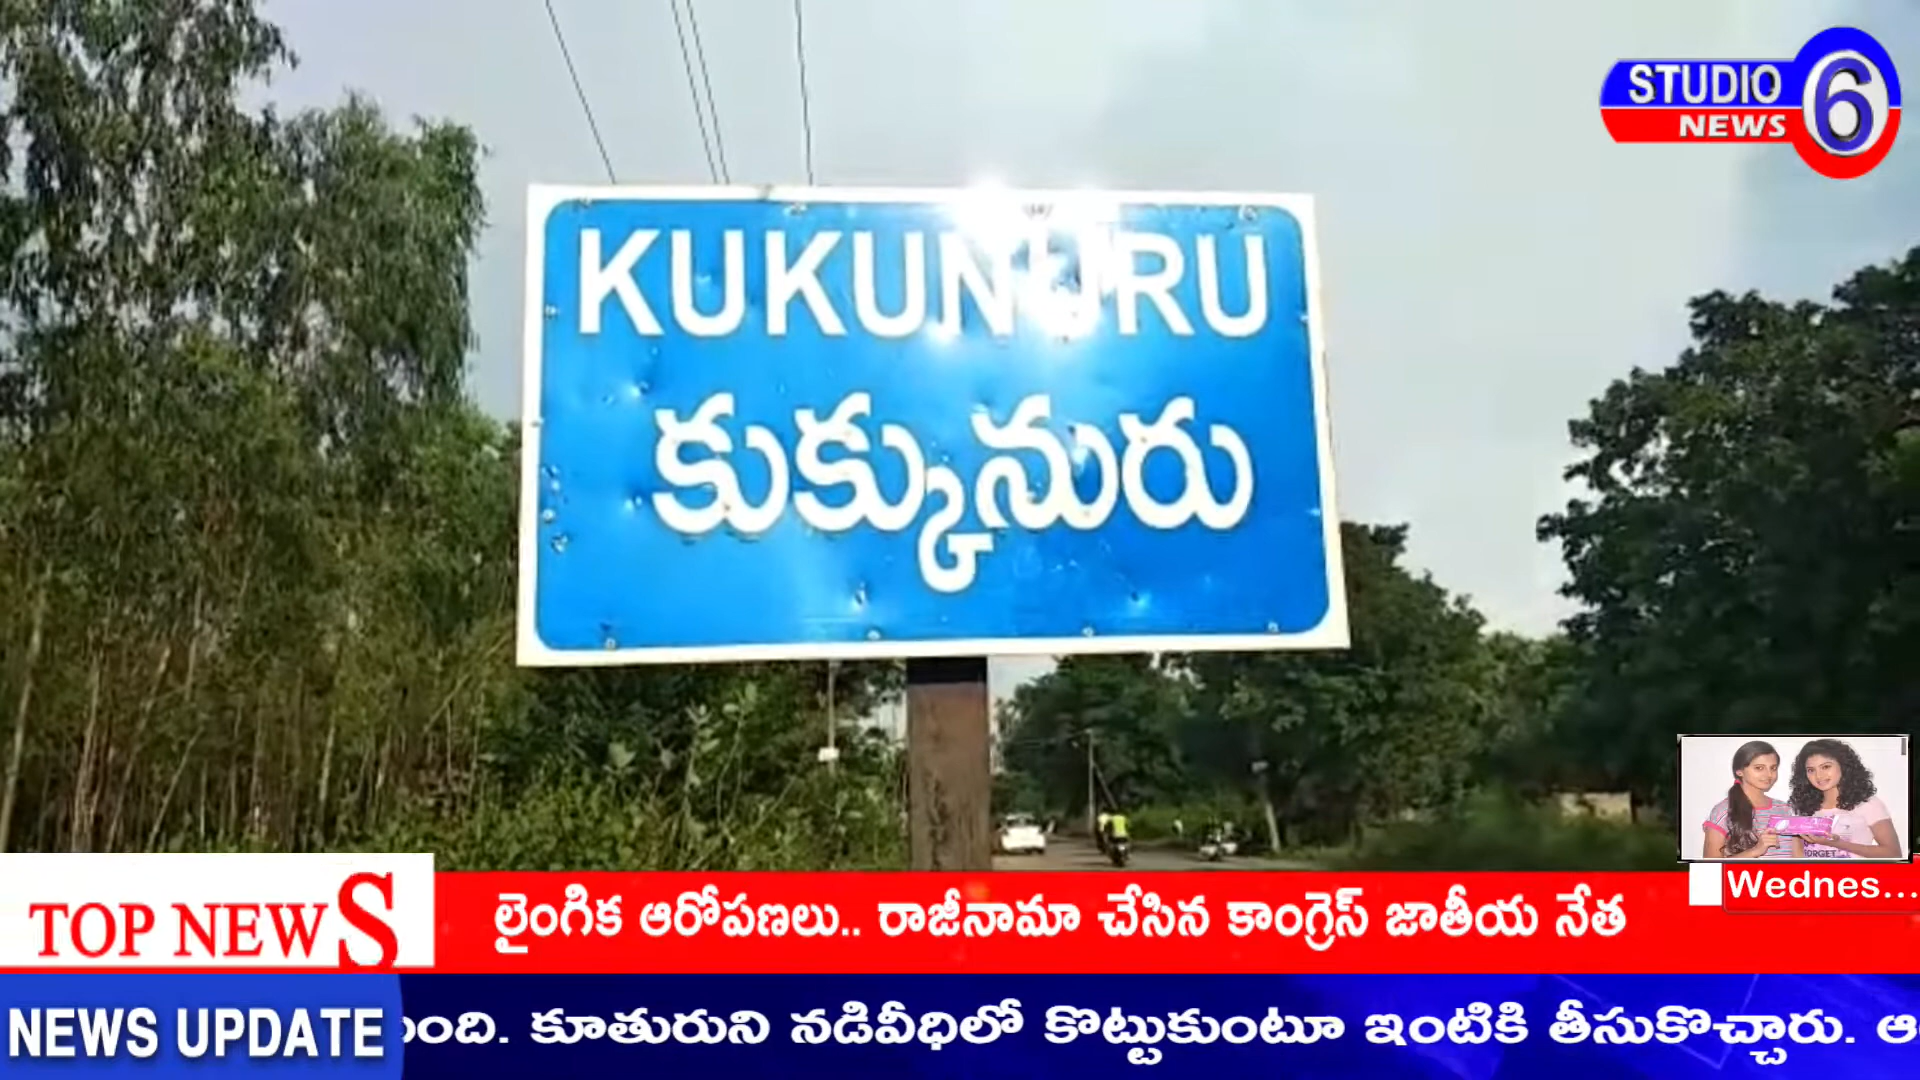 STUDIO 6
NEWS
KUKUNURU
కుక్కునురు
Wednes...
TOP NEWS
లైంగిక ఆరోపణలు.. రాజీనామా చేసిన కాంగ్రెస్ జాతీయ నేత
NEWS UPDATE
కూతురుని నడివీధిలో కొట్టుకుంటూ ఇంటికి తీసుకొచ్చారు.